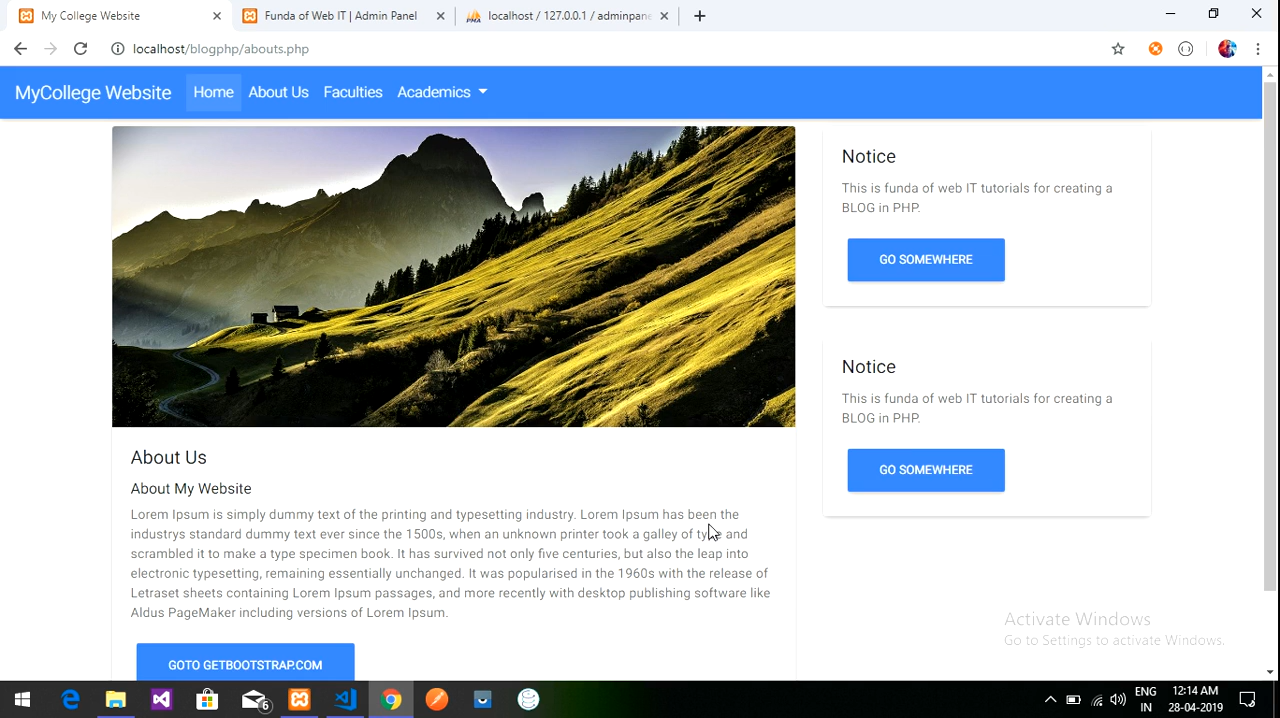 My College Website
Funda of Web IT | Admin Panel
localhost / 127.0.0.1 / adminpane
localhost/blogphp/abouts.php
MyCollege Website Home About Us Faculties Academics
Notice
This is funda of web IT tutorials for creating a
BLOG in PHP.
GO SOMEWHERE
Notice
This is funda of web IT tutorials for creating a
BLOG in PHP.
GO SOMEWHERE
About Us
About My Website
Lorem Ipsum is simply dummy text of the printing and typesetting industry. Lorem Ipsum has been the
industrys standard dummy text ever since the 1500s, when an unknown printer took a galley of type and
scrambled it to make a type specimen book. It has survived not only five centuries, but also the leap into
electronic typesetting, remaining essentially unchanged. It was popularised in the 1960s with the release of
Letraset sheets containing Lorem Ipsum passages, and more recently with desktop publishing software like
Aldus PageMaker including versions of Lorem Ipsum.
GOTO GETBOOTSTRAP.COM
Activate Windows
Go to Settings to activate Windows.
6
ENG
IN
12:14 AM
28-04-2019